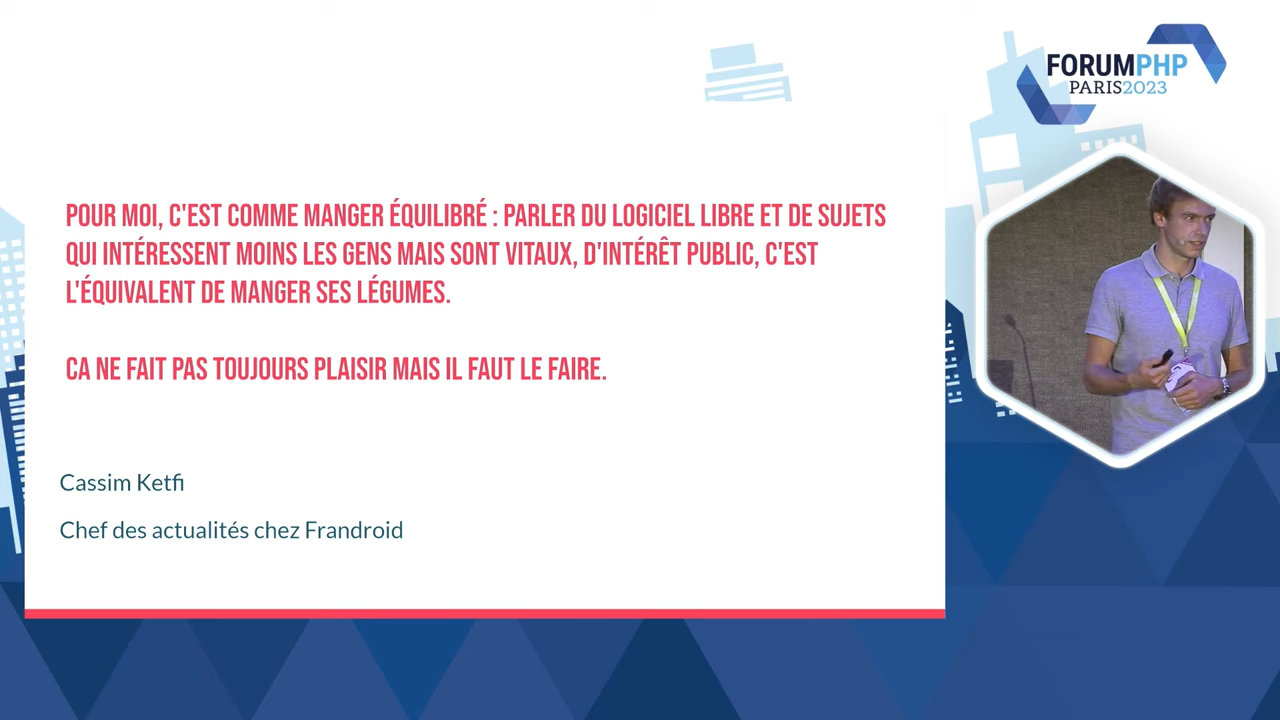 FORUMPHP
PARIS2023
POUR MOI, C'EST COMME MANGER ÉQUILIBRÉ : PARLER DU LOGICIEL LIBRE ET DE SUJETS
QUI INTÉRESSENT MOINS LES GENS MAIS SONT VITAUX, D'INTÉRÊT PUBLIC, C'EST
L'ÉQUIVALENT DE MANGER SES LÉGUMES.
CA NE FAIT PAS TOUJOURS PLAISIR MAIS IL FAUT LE FAIRE.
Cassim Ketfi
Chef des actualités chez Frandroid